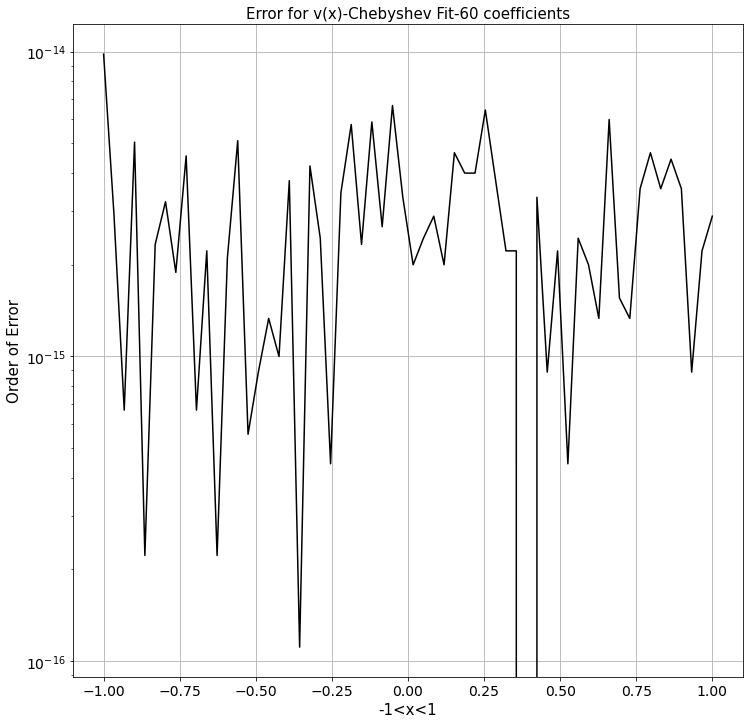 Error for v(x)-Chebyshev Fit-60 coefficients
10⁻¹⁴
10⁻¹⁵
10⁻¹⁶
Order of Error
−1.00 −0.75 −0.50 −0.25 0.00 0.25 0.50 0.75 1.00
-1<x<1